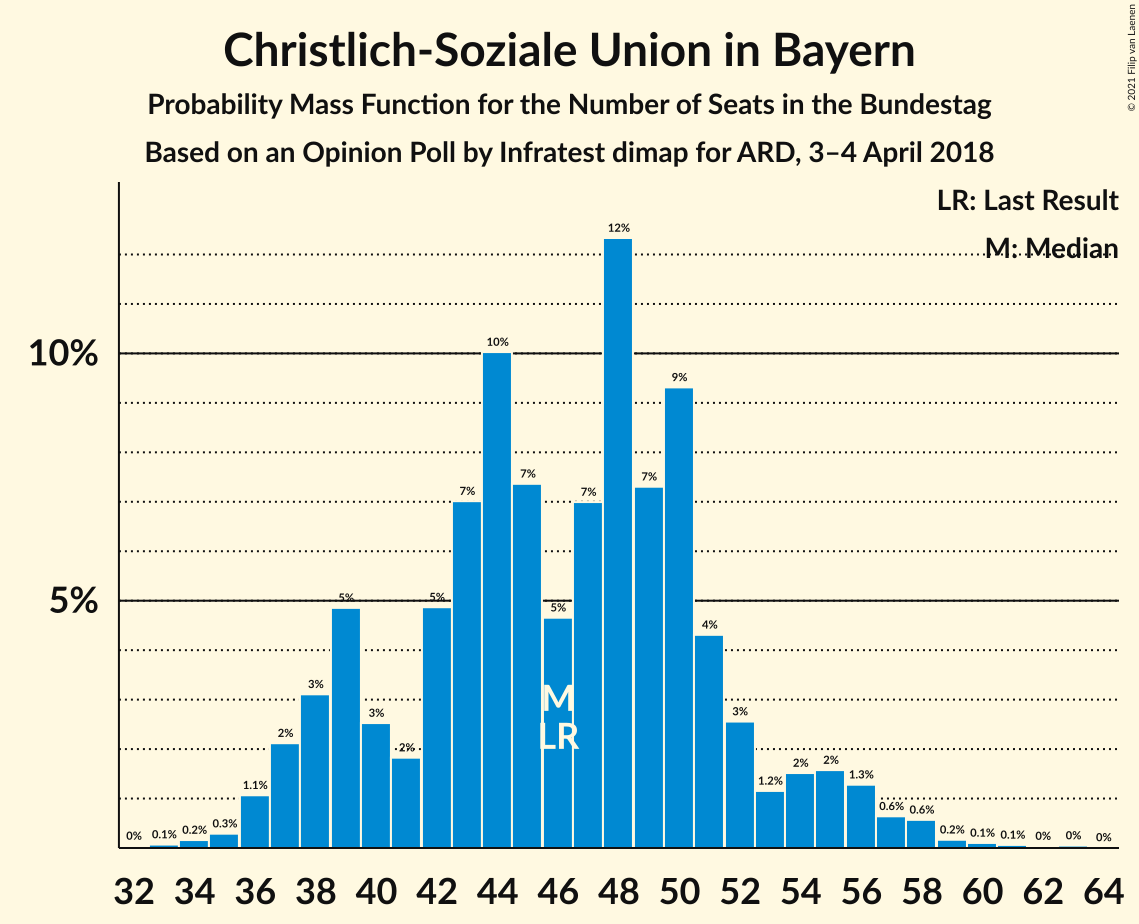 Christlich-Soziale Union in Bayern
Probability Mass Function for the Number of Seats in the Bundestag
Based on an Opinion Poll by Infratest dimap for ARD, 3–4 April 2018
© 2021 Filip van Laenen
LR: Last Result
M: Median
10%
5%
0% 0.1% 0.2% 0.3% 1.1% 2% 3% 5% 3% 2% 5% 7% 10% 7% 5% 7% 12% 7% 9% 4% 3% 1.2% 2% 2% 1.3% 0.6% 0.6% 0.2% 0.1% 0.1% 0% 0% 0%
M
LR
32 34 36 38 40 42 44 46 48 50 52 54 56 58 60 62 64